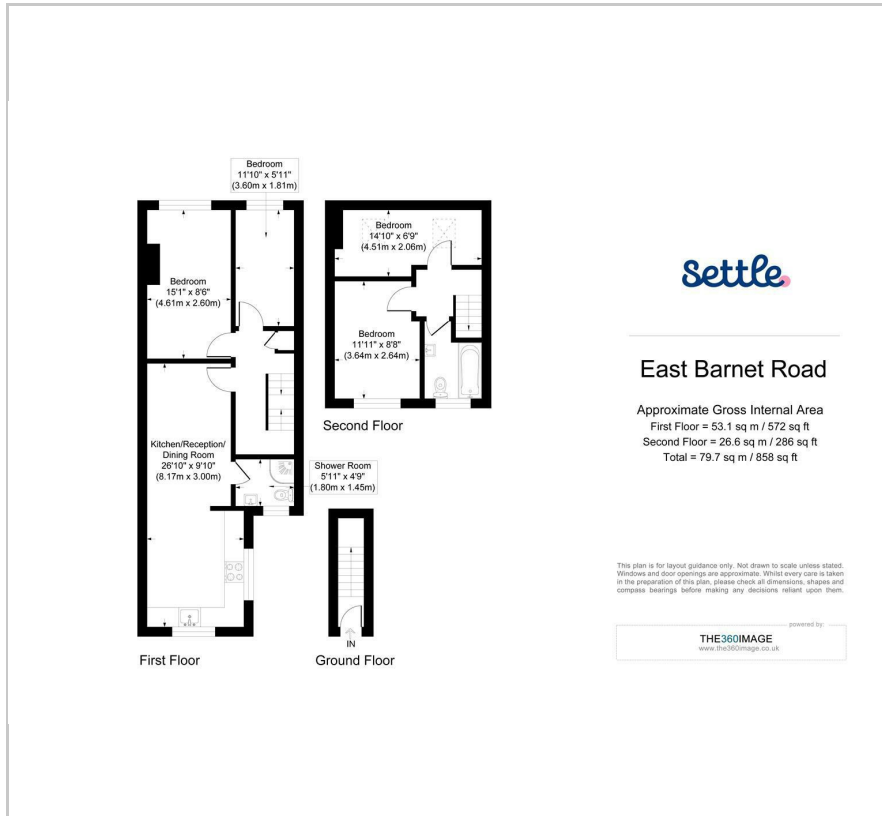 Bedroom
11'10" x 5'11"
(3.60m x 1.81m)
Bedroom
15'1" x 8'6"
(4.61m x 2.60m)
Kitchen/Reception/
Dining Room
26'10" x 9'10"
(8.17m x 3.00m)
Shower Room
5'11" x 4'9"
(1.80m x 1.45m)
First Floor
Bedroom
14'10" x 6'9"
(4.51m x 2.06m)
Bedroom
11'11" x 8'8"
(3.64m x 2.64m)
Second Floor
IN
Ground Floor
Settle
East Barnet Road
Approximate Gross Internal Area
First Floor = 53.1 sq m / 572 sq ft
Second Floor = 26.6 sq m / 286 sq ft
Total = 79.7 sq m / 858 sq ft
This plan is for layout guidance only. Not drawn to scale unless stated.
Windows and door openings are approximate. Whilst every care is taken
in the preparation of this plan, please check all dimensions, shapes and
compass bearings before making any decisions reliant upon them.
powered by:
THE360IMAGE
www.the360image.co.uk